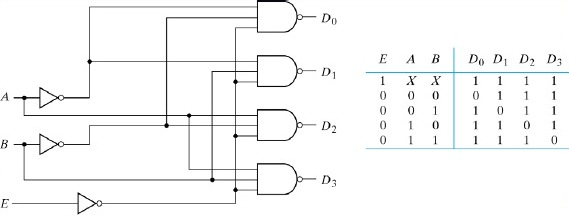 D0
D1
A
D2
B
D3
E
E A B D0 D1 D2 D3
1 X X 1 1 1 1
0 0 0 0 1 1 1
0 0 1 1 0 1 1
0 1 0 1 1 0 1
0 1 1 1 1 1 0